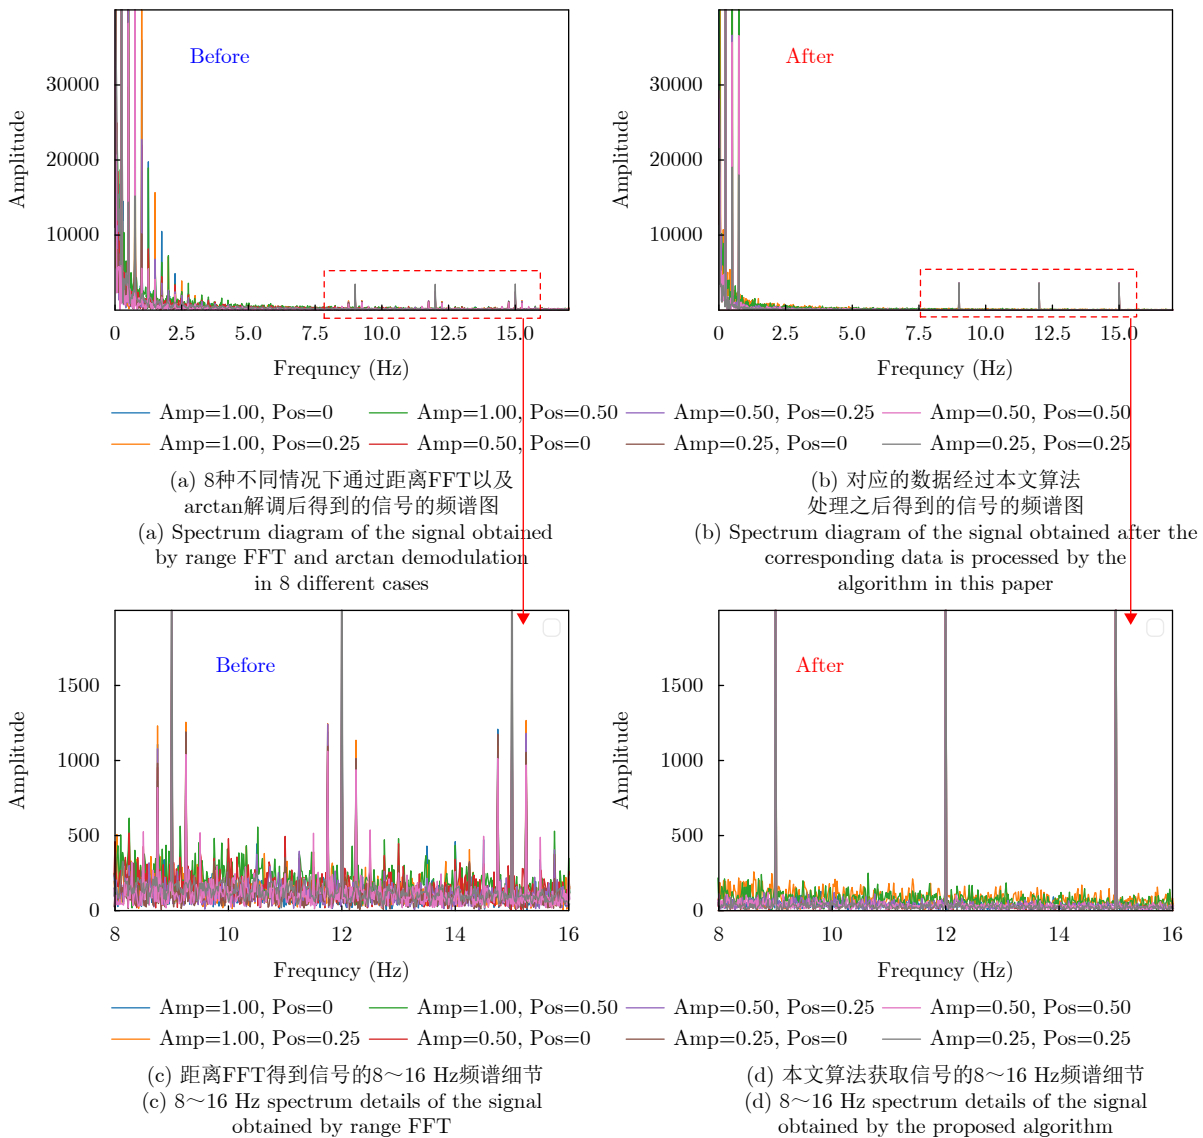 Before
Amplitude
30000
20000
10000
0
2.5
5.0
7.5
10.0
12.5
15.0
Frequncy (Hz)
After
Amplitude
30000
20000
10000
0
2.5
5.0
7.5
10.0
12.5
15.0
Frequncy (Hz)
Amp=1.00, Pos=0
Amp=1.00, Pos=0.50
Amp=0.50, Pos=0.25
Amp=0.50, Pos=0.50
Amp=1.00, Pos=0.25
Amp=0.50, Pos=0
Amp=0.25, Pos=0
Amp=0.25, Pos=0.25
(a) 8种不同情况下通过距离FFT以及
arctan解调后得到的信号的频谱图
(a) Spectrum diagram of the signal obtained
by range FFT and arctan demodulation
in 8 different cases
(b) 对应的数据经过本文算法
处理之后得到的信号的频谱图
(b) Spectrum diagram of the signal obtained after the
corresponding data is processed by the
algorithm in this paper
Before
Amplitude
1500
1000
500
0
8
10
12
14
16
Frequncy (Hz)
After
Amplitude
1500
1000
500
0
8
10
12
14
16
Frequncy (Hz)
Amp=1.00, Pos=0
Amp=1.00, Pos=0.50
Amp=0.50, Pos=0.25
Amp=0.50, Pos=0.50
Amp=1.00, Pos=0.25
Amp=0.50, Pos=0
Amp=0.25, Pos=0
Amp=0.25, Pos=0.25
(c) 距离FFT得到信号的8～16 Hz频谱细节
(c) 8～16 Hz spectrum details of the signal
obtained by range FFT
(d) 本文算法获取信号的8～16 Hz频谱细节
(d) 8～16 Hz spectrum details of the signal
obtained by the proposed algorithm